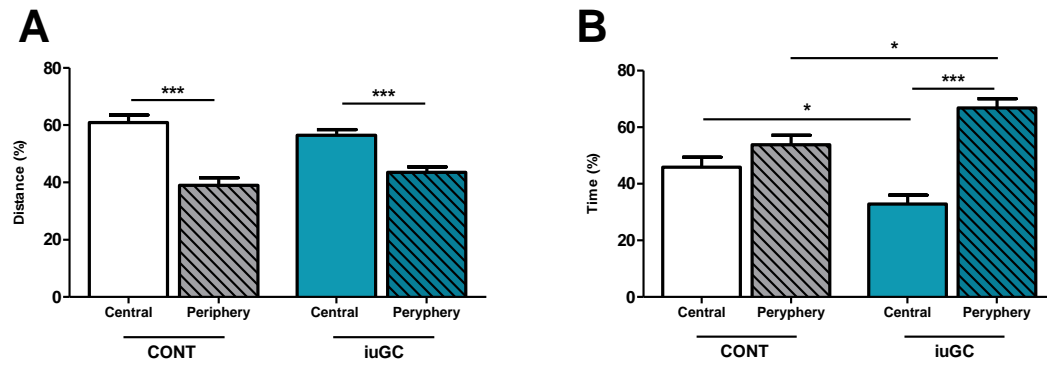 A
80
60
40
20
0
Distance (%)
***
***
Central Periphery Central Peryphery
CONT iuGC
B
80
60
40
20
0
Time (%)
*
***
*
Central Peryphery Central Peryphery
CONT iuGC